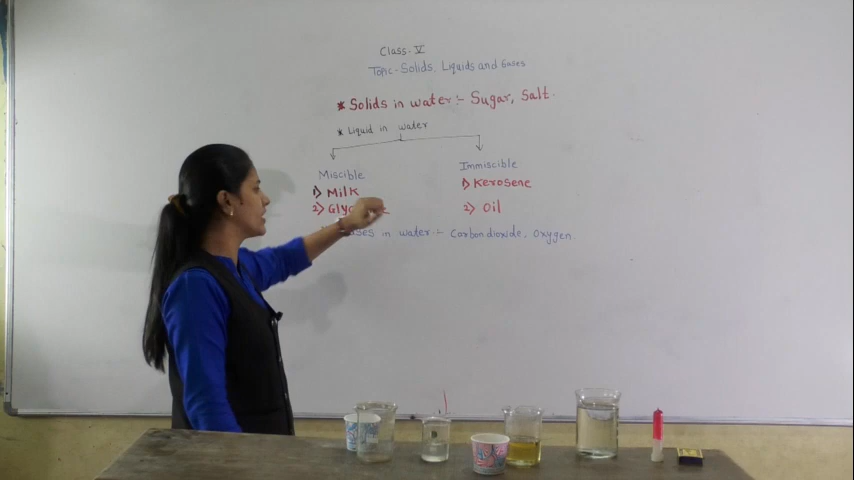 Class-V
Topic-Solids, Liquids and Gases
* Solids in water:- Sugar, Salt.
* Liquid in water
Miscible
Immiscible
1) Milk
1) Kerosene
2)
2) Oil
in water:- Carbondioxide, Oxygen.